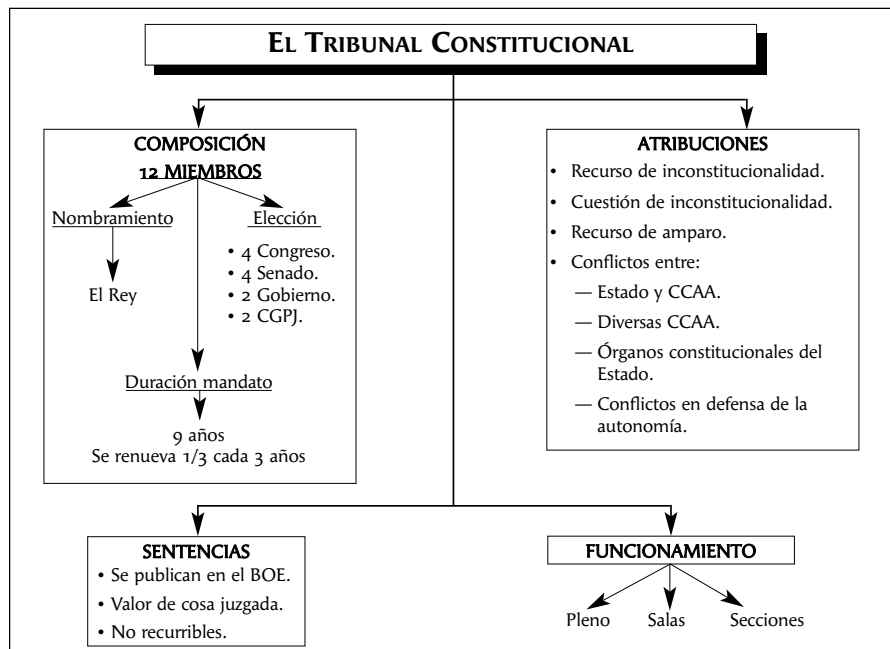 EL TRIBUNAL CONSTITUCIONAL
COMPOSICIÓN
12 MIEMBROS
Nombramiento
El Rey
Elección
• 4 Congreso.
• 4 Senado.
• 2 Gobierno.
• 2 CGPJ.
Duración mandato
9 años
Se renueva 1/3 cada 3 años
ATRIBUCIONES
• Recurso de inconstitucionalidad.
• Cuestión de inconstitucionalidad.
• Recurso de amparo.
• Conflictos entre:
— Estado y CCAA.
— Diversas CCAA.
— Órganos constitucionales del
Estado.
— Conflictos en defensa de la
autonomía.
SENTENCIAS
• Se publican en el BOE.
• Valor de cosa juzgada.
• No recurribles.
FUNCIONAMIENTO
Pleno Salas Secciones